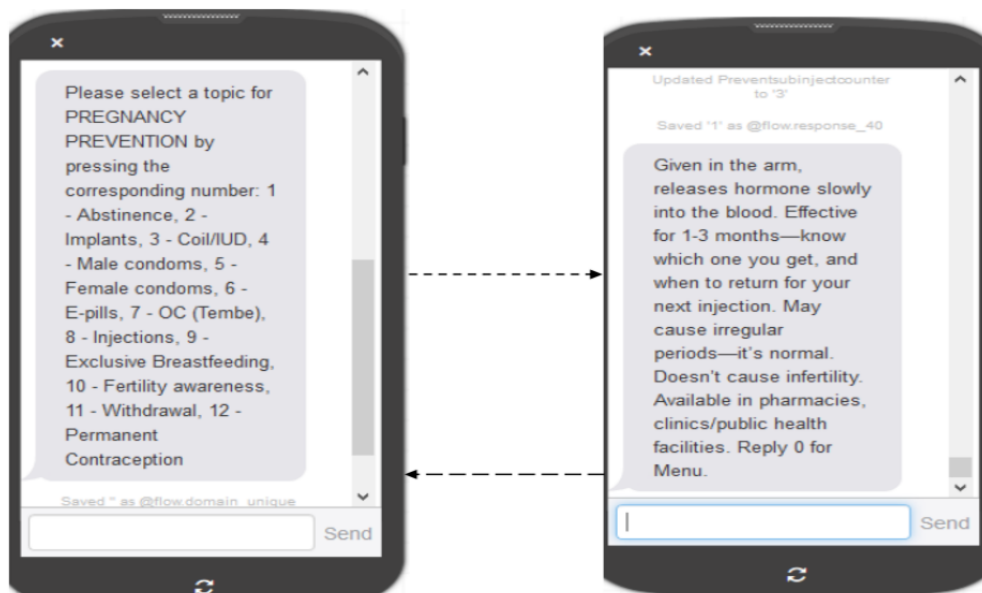 ×
Please select a topic for
PREGNANCY
PREVENTION by
pressing the
corresponding number: 1
- Abstinence, 2 -
Implants, 3 - Coil/IUD, 4
- Male condoms, 5 -
Female condoms, 6 -
E-pills, 7 - OC (Tembe),
8 - Injections, 9 -
Exclusive Breastfeeding,
10 - Fertility awareness,
11 - Withdrawal, 12 -
Permanent
Contraception
Saved '' as @flow.domain_unique
Send
×
Updated Preventsubinjectcounter
to '3'
Saved '1' as @flow.response_40
Given in the arm,
releases hormone slowly
into the blood. Effective
for 1-3 months—know
which one you get, and
when to return for your
next injection. May
cause irregular
periods—it's normal.
Doesn't cause infertility.
Available in pharmacies,
clinics/public health
facilities. Reply 0 for
Menu.
Send